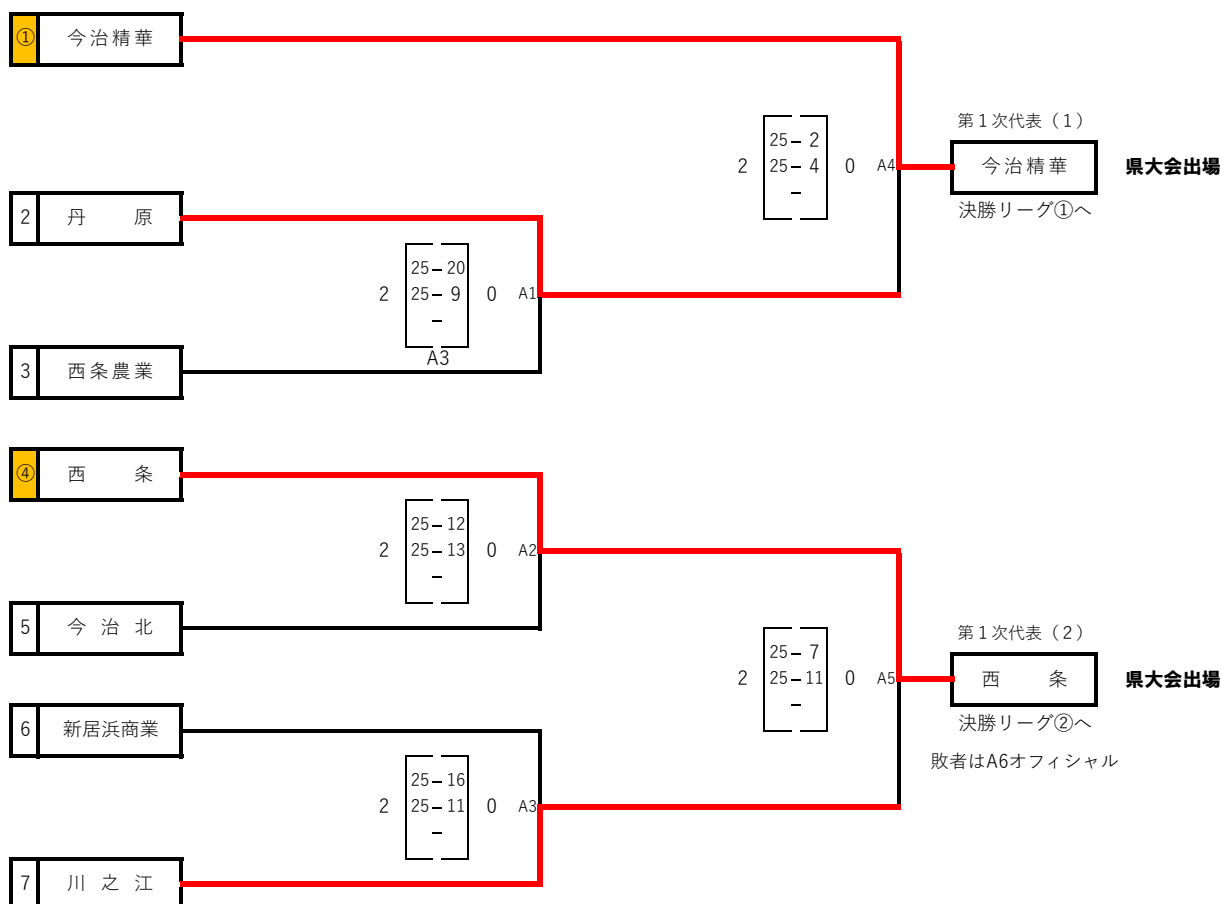 ① 今治精華
第１次代表（１）
25－ 2
2 25－ 4 0 A4 今治精華 県大会出場
－
2 丹　　原 決勝リーグ①へ
25－20
2 25－ 9 0 A1
－
A3
3 西条農業
④ 西　　条
25－12
2 25－13 0 A2
－
5 今 治 北 第１次代表（２）
25－ 7
2 25－11 0 A5 西　　条 県大会出場
－
6 新居浜商業 決勝リーグ②へ
敗者はA6オフィシャル
25－16
2 25－11 0 A3
－
7 川 之 江